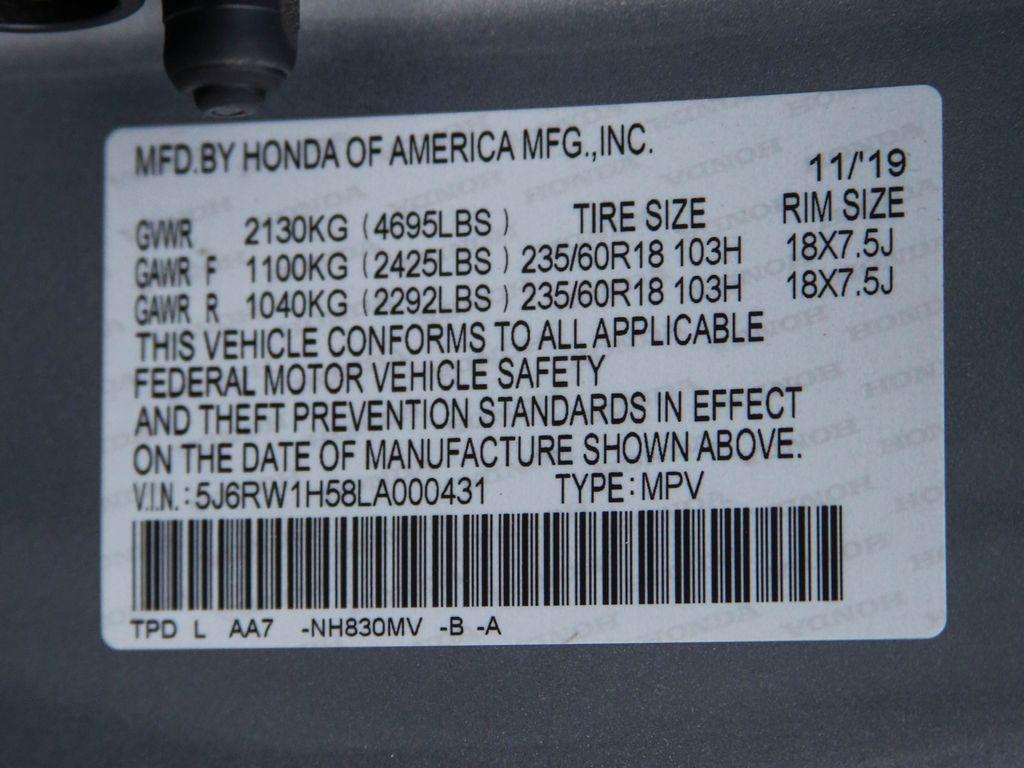 MFD.BY HONDA OF AMERICA MFG.,INC.
11/'19
GVWR 2130KG (4695LBS) TIRE SIZE RIM SIZE
GAWR F 1100KG (2425LBS) 235/60R18 103H 18X7.5J
GAWR R 1040KG (2292LBS) 235/60R18 103H 18X7.5J
THIS VEHICLE CONFORMS TO ALL APPLICABLE
FEDERAL MOTOR VEHICLE SAFETY
AND THEFT PREVENTION STANDARDS IN EFFECT
ON THE DATE OF MANUFACTURE SHOWN ABOVE.
V.I.N.:5J6RW1H58LA000431 TYPE:MPV
TPD L AA7 -NH830MV -B -A